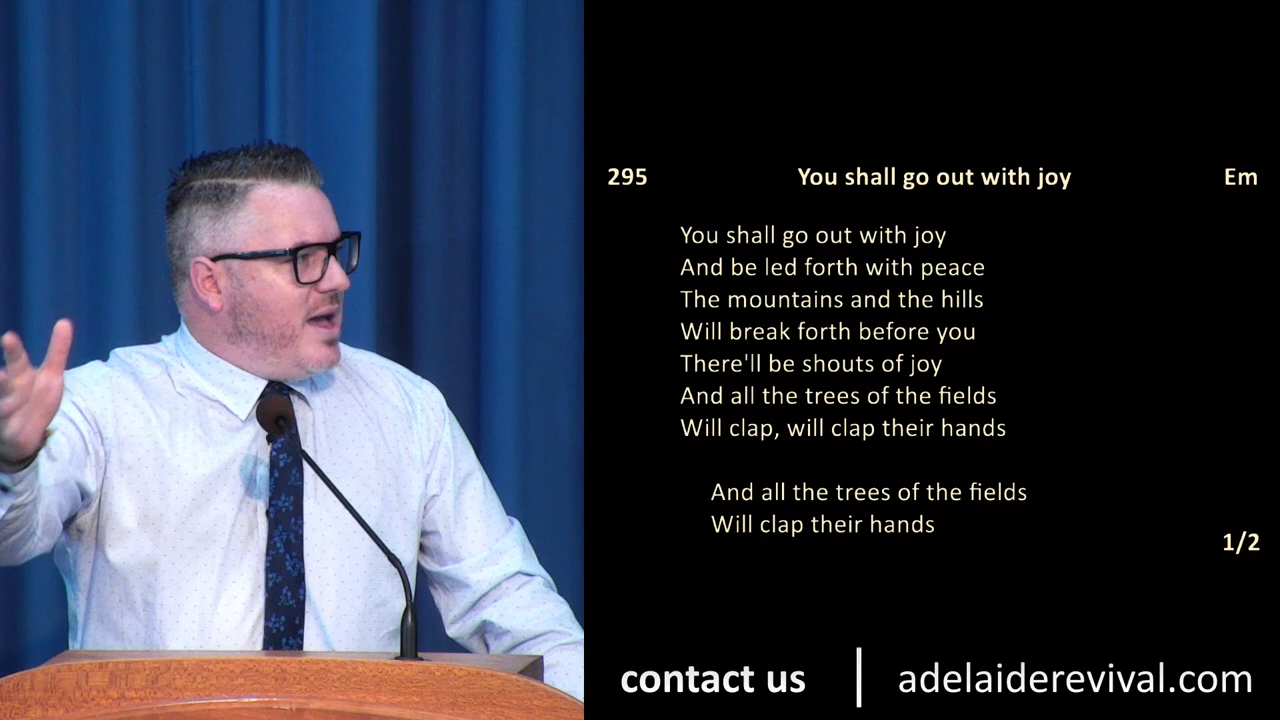 295 You shall go out with joy Em
You shall go out with joy
And be led forth with peace
The mountains and the hills
Will break forth before you
There'll be shouts of joy
And all the trees of the fields
Will clap, will clap their hands
And all the trees of the fields
Will clap their hands
1/2
contact us | adelaiderevival.com